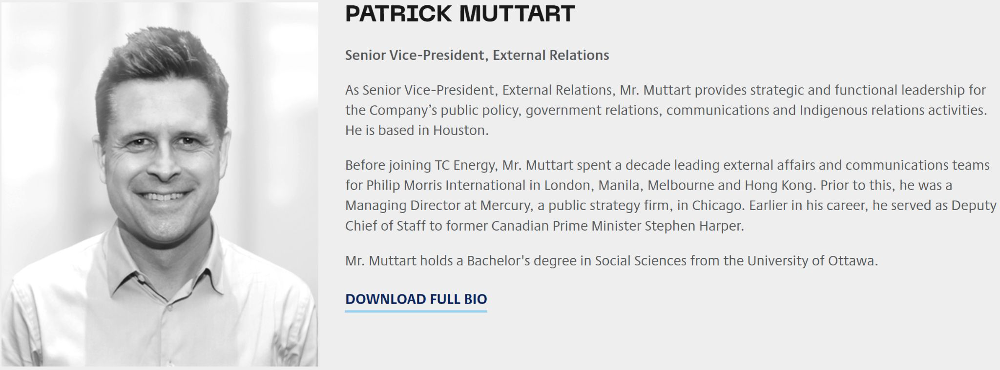 PATRICK MUTTART
Senior Vice-President, External Relations
As Senior Vice-President, External Relations, Mr. Muttart provides strategic and functional leadership for
the Company’s public policy, government relations, communications and Indigenous relations activities.
He is based in Houston.
Before joining TC Energy, Mr. Muttart spent a decade leading external affairs and communications teams
for Philip Morris International in London, Manila, Melbourne and Hong Kong. Prior to this, he was a
Managing Director at Mercury, a public strategy firm, in Chicago. Earlier in his career, he served as Deputy
Chief of Staff to former Canadian Prime Minister Stephen Harper.
Mr. Muttart holds a Bachelor's degree in Social Sciences from the University of Ottawa.
DOWNLOAD FULL BIO